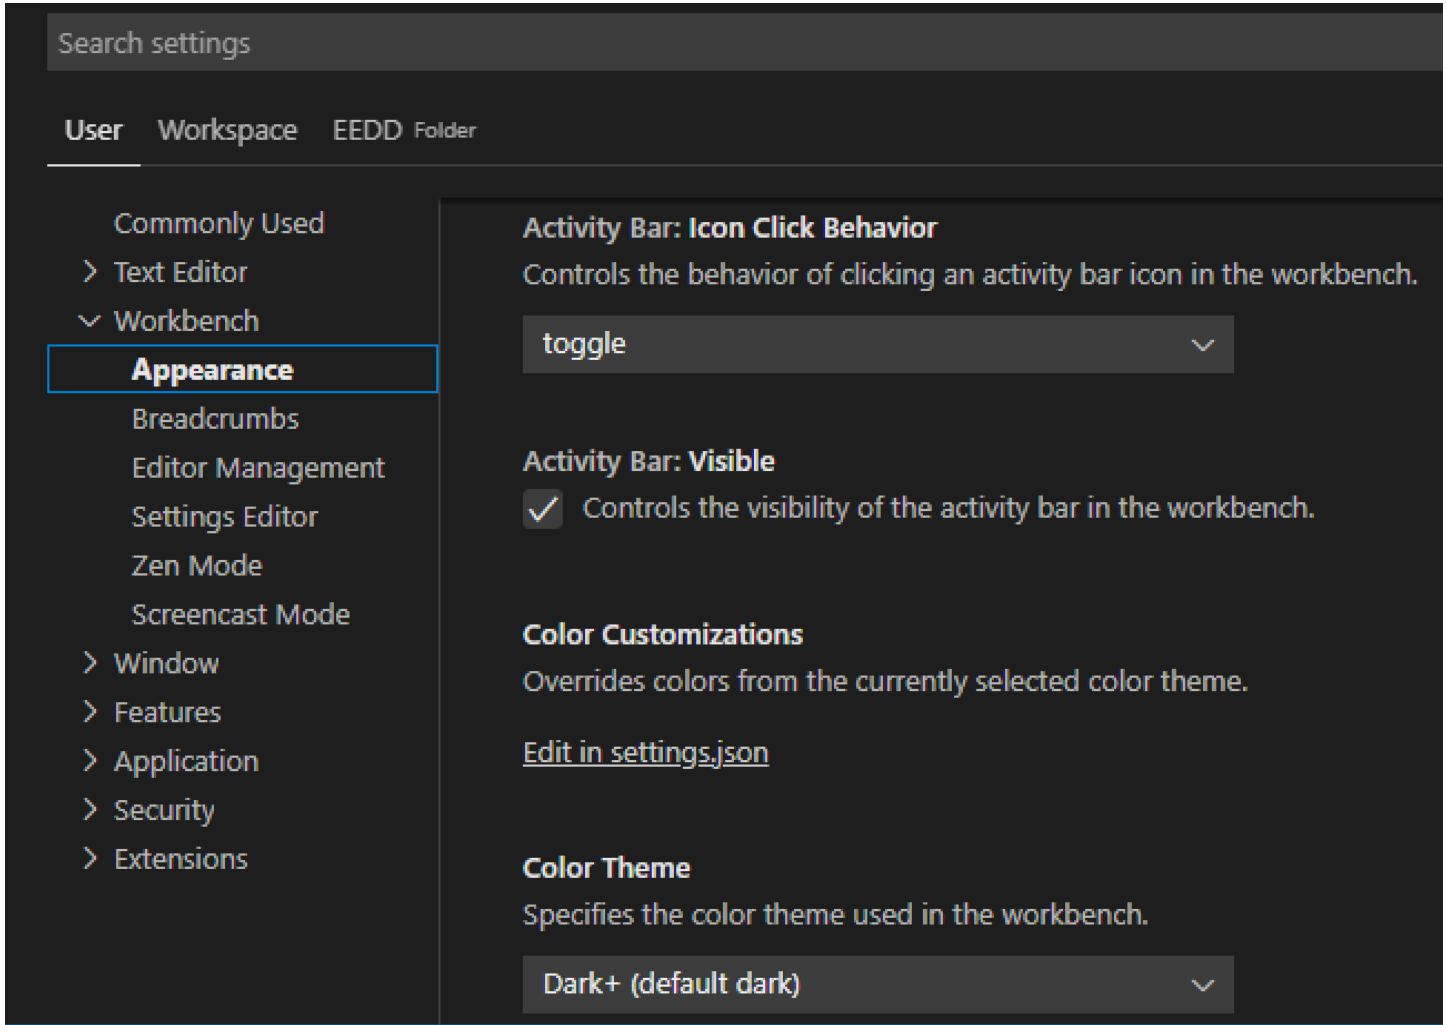 Search settings
User Workspace EEDD Folder
Commonly Used
Text Editor
Workbench
Appearance
Breadcrumbs
Editor Management
Settings Editor
Zen Mode
Screencast Mode
Window
Features
Application
Security
Extensions
Activity Bar: Icon Click Behavior
Controls the behavior of clicking an activity bar icon in the workbench.
toggle
Activity Bar: Visible
Controls the visibility of the activity bar in the workbench.
Color Customizations
Overrides colors from the currently selected color theme.
Edit in settings.json
Color Theme
Specifies the color theme used in the workbench.
Dark+ (default dark)